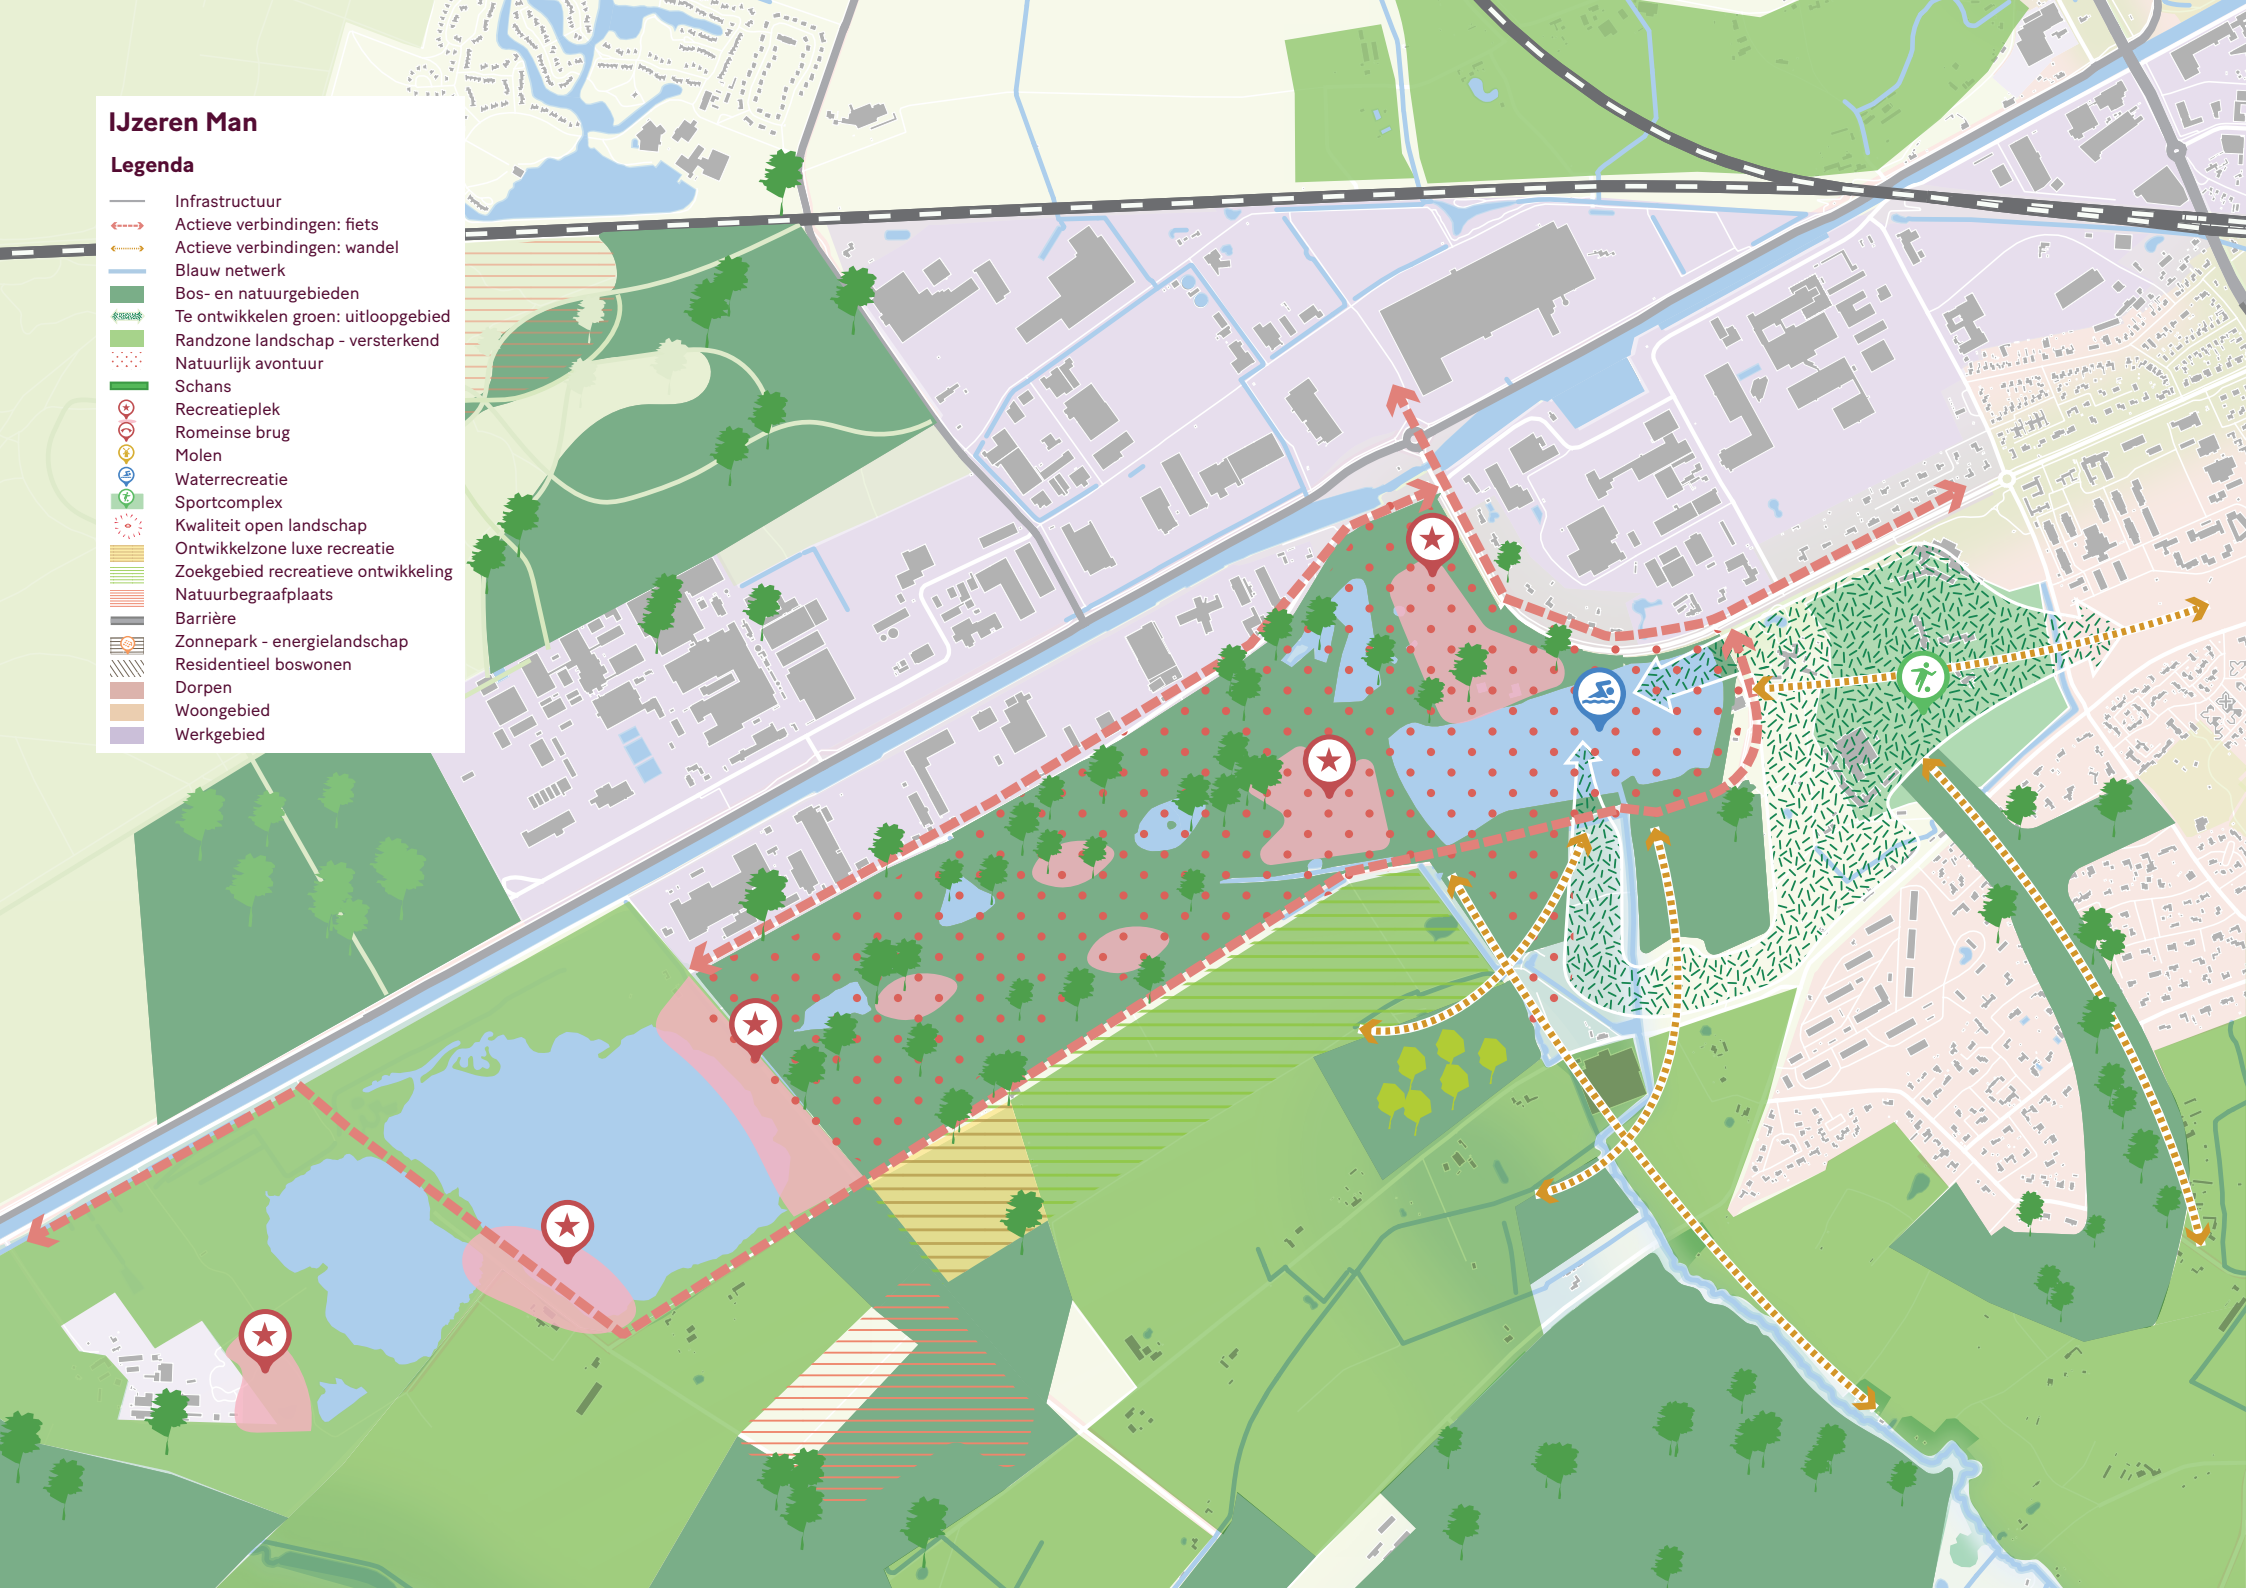 IJzeren Man
Legenda
Infrastructuur
Actieve verbindingen: fiets
Actieve verbindingen: wandel
Blauw netwerk
Bos- en natuurgebieden
Te ontwikkelen groen: uitloopgebied
Randzone landschap - versterkend
Natuurlijk avontuur
Schans
Recreatieplek
Romeinse brug
Molen
Waterrecreatie
Sportcomplex
Kwaliteit open landschap
Ontwikkelzone luxe recreatie
Zoekgebied recreatieve ontwikkeling
Natuurbegraafplaats
Barrière
Zonnepark - energielandschap
Residentieel boswonen
Dorpen
Woongebied
Werkgebied